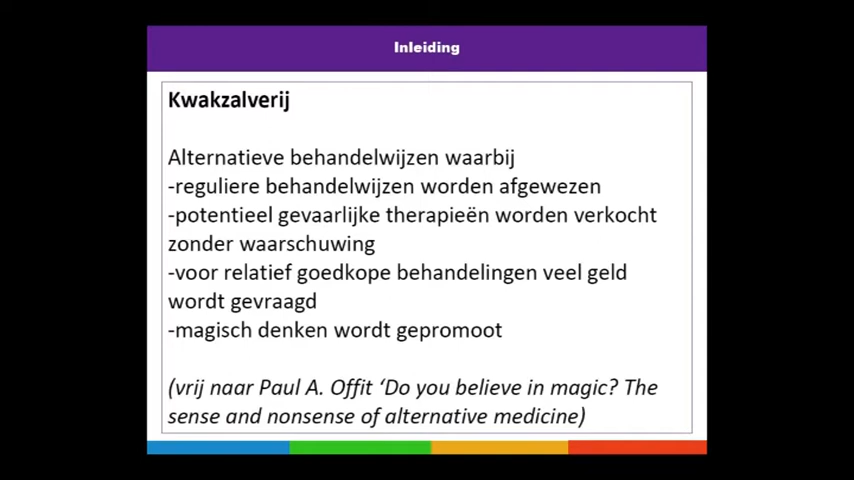 Inleiding
Kwakzalverij
Alternatieve behandelwijzen waarbij
-reguliere behandelwijzen worden afgewezen
-potentieel gevaarlijke therapieën worden verkocht
zonder waarschuwing
-voor relatief goedkope behandelingen veel geld
wordt gevraagd
-magisch denken wordt gepromoot
(vrij naar Paul A. Offit ‘Do you believe in magic? The
sense and nonsense of alternative medicine)